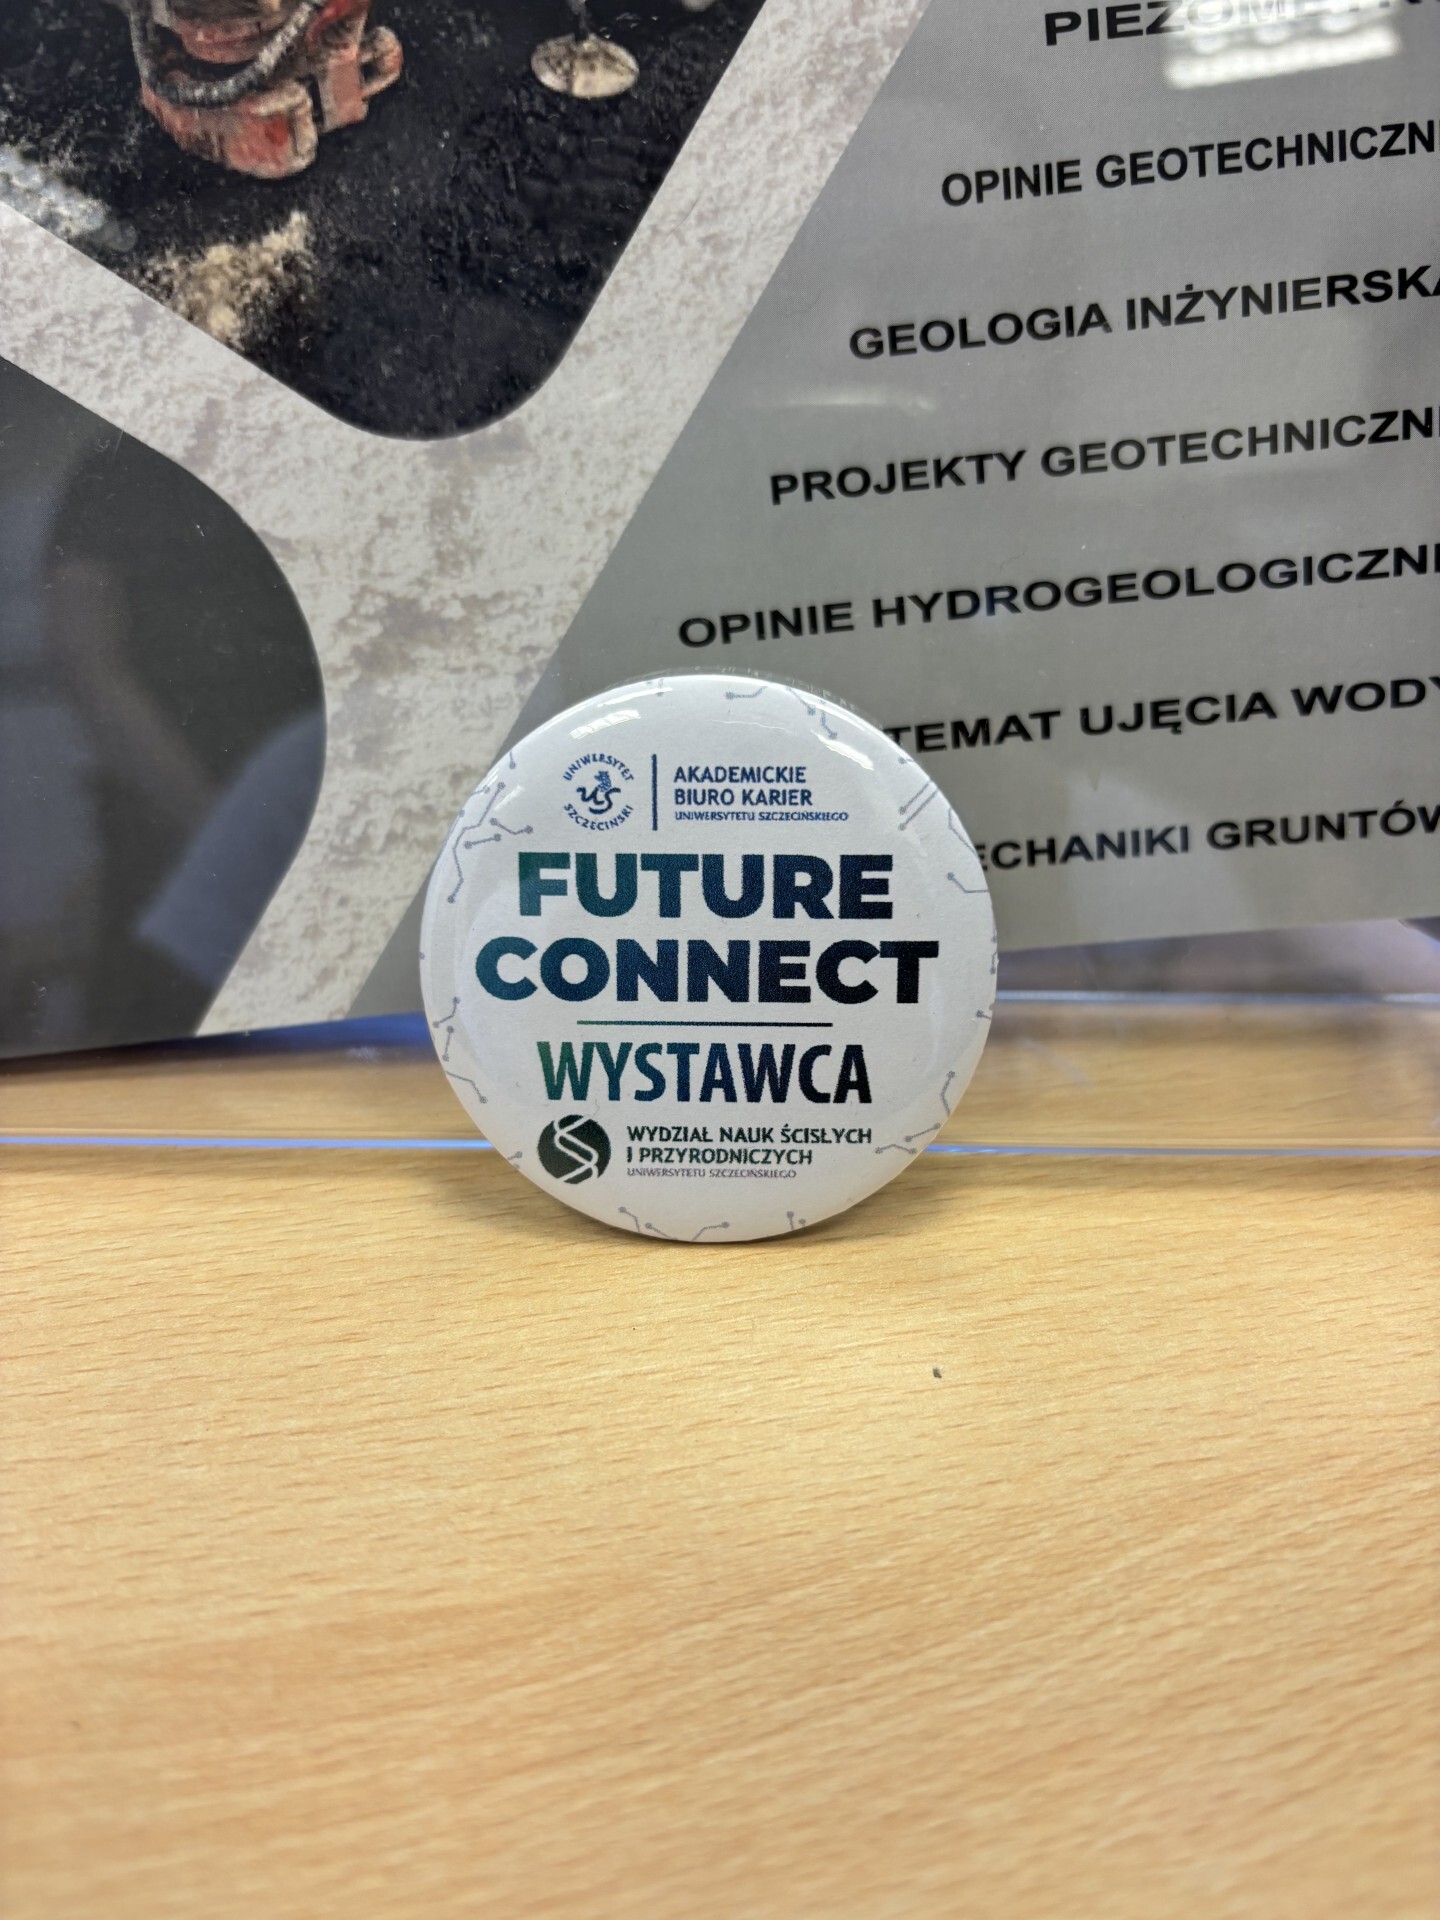 OPINIE GEOTECHNICZN
GEOLOGIA INŻYNIERSKA
PROJEKTY GEOTECHNICZN
OPINIE HYDROGEOLOGICZN
TEMAT UJĘCIA WODY
ECHANIKI GRUNTÓW
UNIWERSYTET
SZCZECIŃSKI
US
AKADEMICKIE
BIURO KARIER
UNIWERSYTETU SZCZECIŃSKIEGO
FUTURE
CONNECT
WYSTAWCA
WYDZIAŁ NAUK ŚCISŁYCH
I PRZYRODNICZYCH
UNIWERSYTETU SZCZECIŃSKIEGO